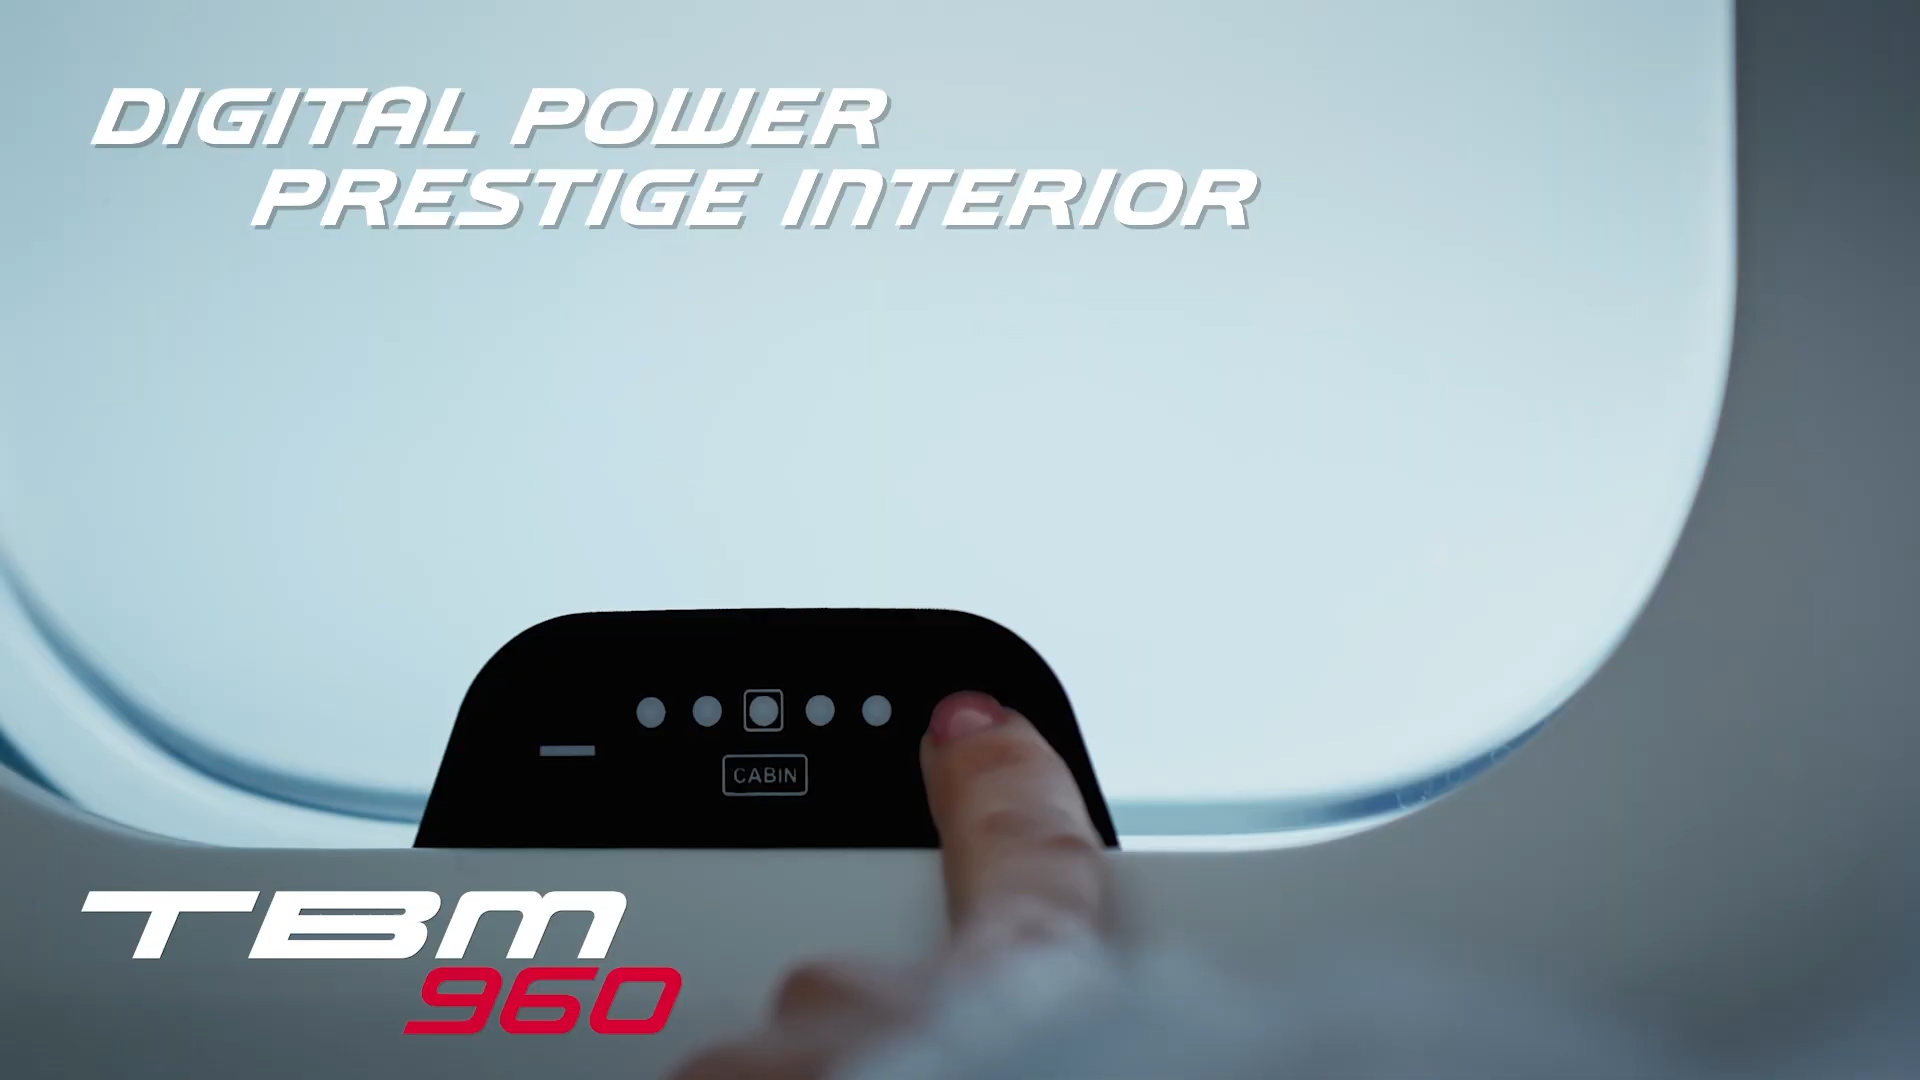 DIGITAL POWER
PRESTIGE INTERIOR
CABIN
TBM
960